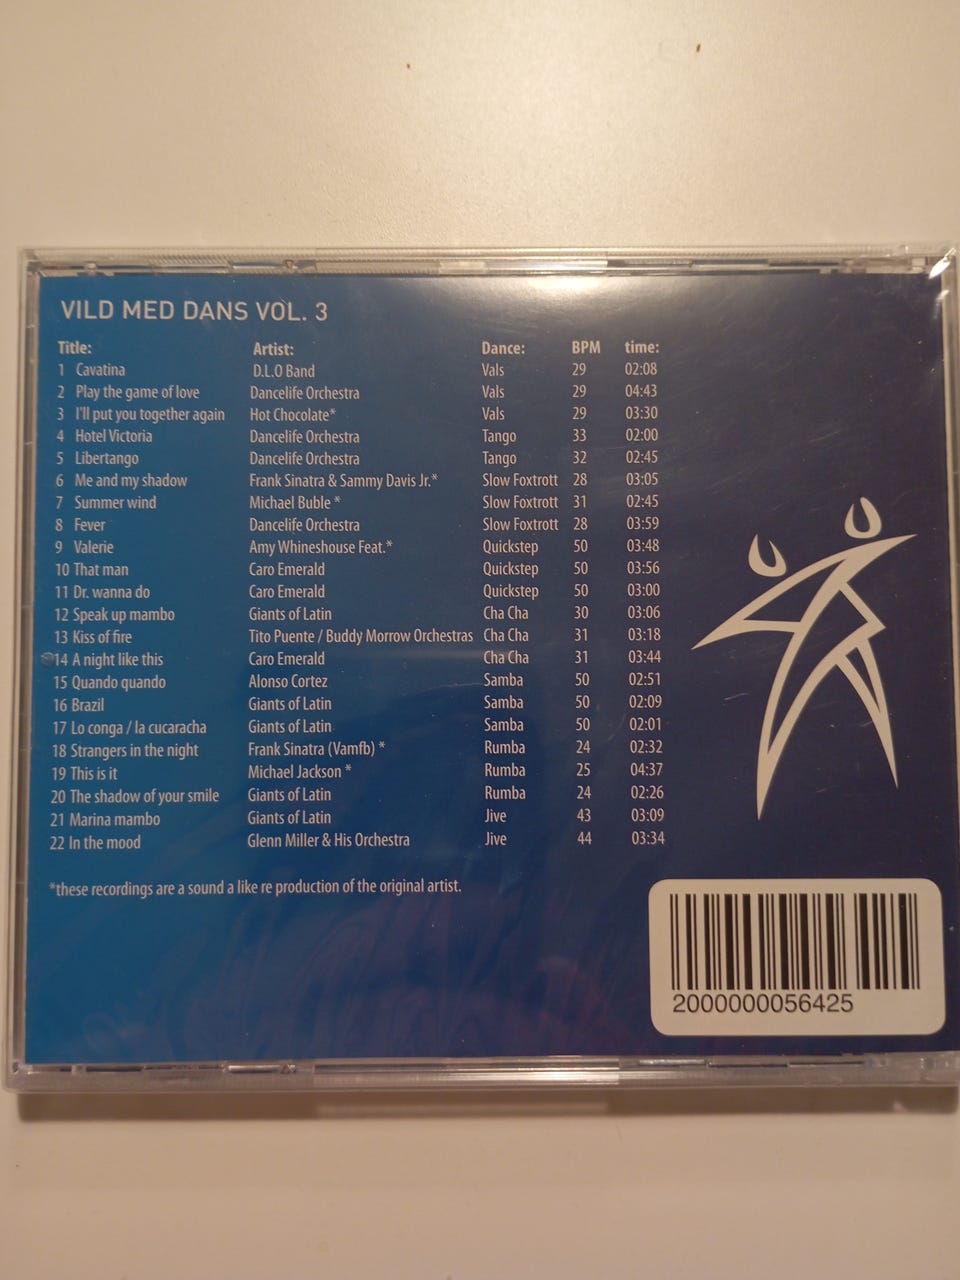 VILD MED DANS VOL. 3
Title: Artist: Dance: BPM time:
1 Cavatina D.L.O Band Vals 29 02:08
2 Play the game of love Dancelife Orchestra Vals 29 04:43
3 I'll put you together again Hot Chocolate* Vals 29 03:30
4 Hotel Victoria Dancelife Orchestra Tango 33 02:00
5 Libertango Dancelife Orchestra Tango 32 02:45
6 Me and my shadow Frank Sinatra & Sammy Davis Jr.* Slow Foxtrott 28 03:05
7 Summer wind Michael Buble * Slow Foxtrott 31 02:45
8 Fever Dancelife Orchestra Slow Foxtrott 28 03:59
9 Valerie Amy Whineshouse Feat.* Quickstep 50 03:48
10 That man Caro Emerald Quickstep 50 03:56
11 Dr. wanna do Caro Emerald Quickstep 50 03:00
12 Speak up mambo Giants of Latin Cha Cha 30 03:06
13 Kiss of fire Tito Puente / Buddy Morrow Orchestras Cha Cha 31 03:18
14 A night like this Caro Emerald Cha Cha 31 03:44
15 Quando quando Alonso Cortez Samba 50 02:51
16 Brazil Giants of Latin Samba 50 02:09
17 Lo conga / la cucaracha Giants of Latin Samba 50 02:01
18 Strangers in the night Frank Sinatra (Vamfb) * Rumba 24 02:32
19 This is it Michael Jackson * Rumba 25 04:37
20 The shadow of your smile Giants of Latin Rumba 24 02:26
21 Marina mambo Giants of Latin Jive 43 03:09
22 In the mood Glenn Miller & His Orchestra Jive 44 03:34
*these recordings are a sound a like re production of the original artist.
2000000056425